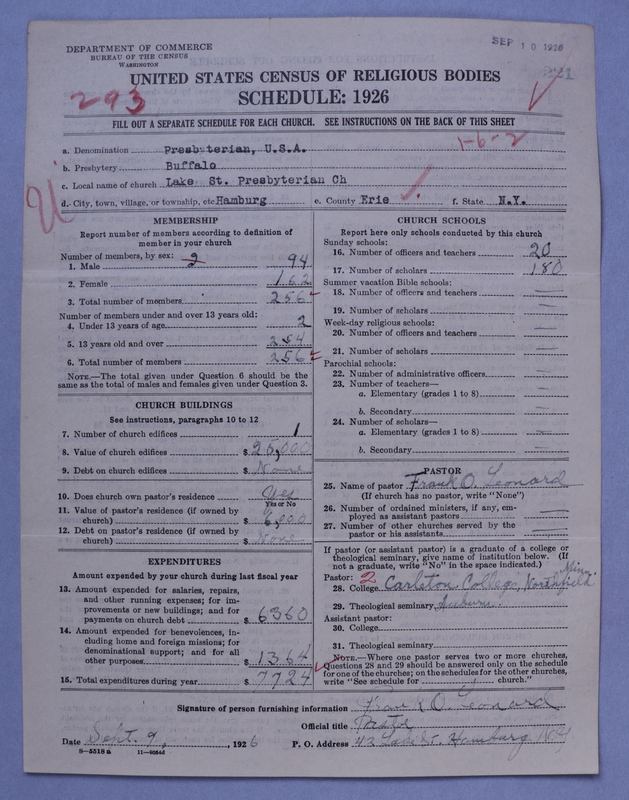 DEPARTMENT OF COMMERCE
BUREAU OF THE CENSUS
WASHINGTON
SEP 10 1926
UNITED STATES CENSUS OF RELIGIOUS BODIES
SCHEDULE: 1926
293
FILL OUT A SEPARATE SCHEDULE FOR EACH CHURCH. SEE INSTRUCTIONS ON THE BACK OF THIS SHEET
1-6-2
a. Denomination Presbyterian, U.S.A.
b. Presbytery Buffalo
c. Local name of church Lake St. Presbyterian Ch
d. City, town, village, or township, etc Hamburg e. County Erie f. State N.Y.
MEMBERSHIP
Report number of members according to definition of
member in your church
Number of members, by sex: 2
1. Male 94
2. Female 162
3. Total number of members 256
Number of members under and over 13 years old:
4. Under 13 years of age 2
5. 13 years old and over 254
6. Total number of members 256
NOTE.—The total given under Question 6 should be
same as the total of males and females given under Question 3.
CHURCH BUILDINGS
See instructions, paragraphs 10 to 12
7. Number of church edifices 1
8. Value of church edifices $ 25,000
9. Debt on church edifices $ None
10. Does church own pastor's residence Yes
Yes or No
11. Value of pastor's residence (if owned by
church) $ 6,000
12. Debt on pastor's residence (if owned by
church) $ None
EXPENDITURES
Amount expended by your church during last fiscal year
13. Amount expended for salaries, repairs,
and other running expenses; for im-
provements or new buildings; and for
payments on church debt $ 6360
14. Amount expended for benevolences, in-
cluding home and foreign missions; for
denominational support; and for all
other purposes $ 1364
15. Total expenditures during year $ 7724
CHURCH SCHOOLS
Report here only schools conducted by this church
Sunday schools:
16. Number of officers and teachers 20
17. Number of scholars 180
Summer vacation Bible schools:
18. Number of officers and teachers —
19. Number of scholars —
Week-day religious schools:
20. Number of officers and teachers —
21. Number of scholars —
Parochial schools:
22. Number of administrative officers —
23. Number of teachers—
a. Elementary (grades 1 to 8) —
b. Secondary —
24. Number of scholars—
a. Elementary (grades 1 to 8) —
b. Secondary —
PASTOR
25. Name of pastor Frank O. Leonard
(If church has no pastor, write "None")
26. Number of ordained ministers, if any, em-
ployed as assistant pastors —
27. Number of other churches served by the
pastor or his assistants —
If pastor (or assistant pastor) is a graduate of a college or
theological seminary, give name of institution below. (If
not a graduate, write "No" in the space indicated.)
Pastor: 2
28. College Carleton College, Northfield Minn
29. Theological seminary Auburn.
Assistant pastor:
30. College
31. Theological seminary
NOTE.—Where one pastor serves two or more churches,
Questions 28 and 29 should be answered only on the schedule
for one of the churches; on the schedules for the other churches,
write "See schedule for church."
Signature of person furnishing information Frank O. Leonard
Official title Pastor
Date Sept. 9, 1926 P. O. Address 42 Lake St. Hamburg N.Y.
8-5518 a